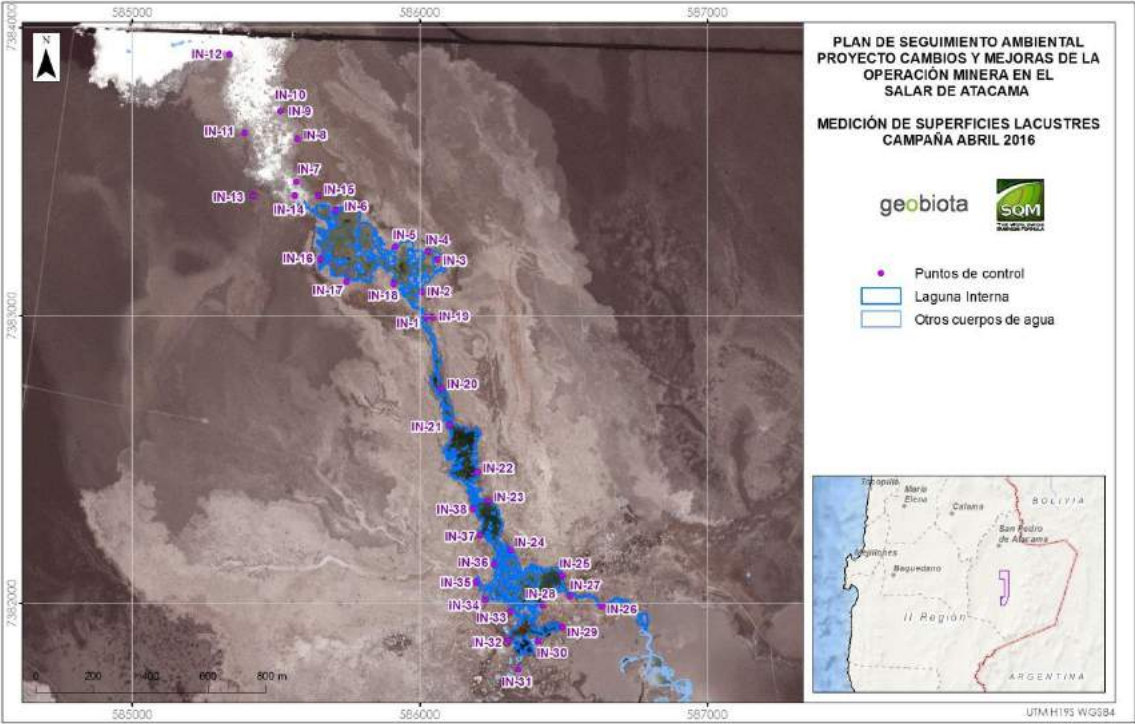 585000
586000
587000
7384000
N
IN-12
IN-10
IN-9
IN-11
IN-8
IN-7
IN-13
IN-15
IN-14
IN-6
IN-5
IN-4
IN-16
IN-3
IN-17
IN-18
IN-2
7383000
IN-1
IN-19
IN-20
IN-21
IN-22
IN-23
IN-38
IN-37
IN-24
IN-36
IN-25
IN-35
IN-27
7382000
IN-34
IN-28
IN-26
IN-33
IN-29
IN-32
IN-30
IN-31
0 200 400 600 800 m
585000
586000
587000
PLAN DE SEGUIMIENTO AMBIENTAL
PROYECTO CAMBIOS Y MEJORAS DE LA
OPERACIÓN MINERA EN EL
SALAR DE ATACAMA
MEDICIÓN DE SUPERFICIES LACUSTRES
CAMPAÑA ABRIL 2016
geobiota
SQM
Puntos de control
Laguna Interna
Otros cuerpos de agua
Tocopilla
María
Elena
BOLIVIA
Calama
San Pedro
de Atacama
Mejillones
Baquedano
II Región
ARGENTINA
UTM H19S WGS84